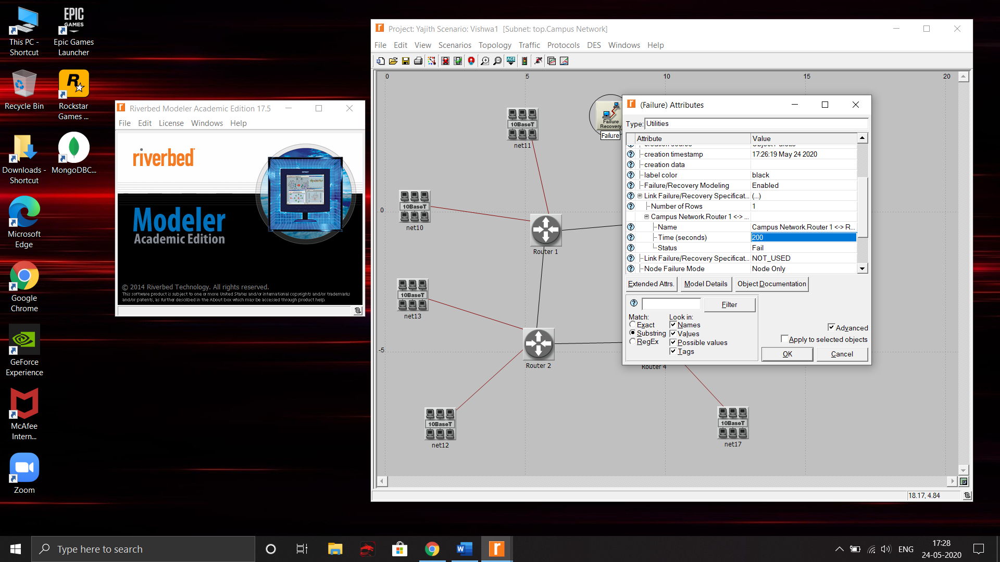 This PC -
Shortcut
EPIC
GAMES
Epic Games
Launcher
Recycle Bin
R
Rockstar
Games ...
Downloads -
Shortcut
MongoDBC...
Microsoft
Edge
Google
Chrome
GeForce
Experience
McAfee
Intern...
Zoom
Riverbed Modeler Academic Edition 17.5
File Edit License Windows Help
riverbed
Modeler
Academic Edition
© 2014 Riverbed Technology. All rights reserved.
This software product is subject to one or more United States and/or international copyrights and/or trademarks
and/or patents, as further described in the About box which may be accessed through product help.
Project: Yajith Scenario: Vishwa1 [Subnet: top.Campus Network]
File Edit View Scenarios Topology Traffic Protocols DES Windows Help
ACE
0 5 10 15 20
0
-5
10BaseT
net11
10BaseT
net10
Router 1
10BaseT
net13
Router 2
10BaseT
net12
Failure
Recovery
Failure
Router 4
10BaseT
net17
18.17, 4.84
(Failure) Attributes
Type: Utilities
Attribute Value
creation timestamp 17:26:19 May 24 2020
creation data
label color black
Failure/Recovery Modeling Enabled
Link Failure/Recovery Specificat... (...)
Number of Rows 1
Campus Network.Router 1 <-> ...
Name Campus Network.Router 1 <-> R...
Time (seconds) 200
Status Fail
Link Failure/Recovery Specificat... NOT_USED
Node Failure Mode Node Only
Extended Attrs. Model Details Object Documentation
Filter
Match: Look in:
Exact Names
Substring Values
RegEx Possible values
Tags
Advanced
Apply to selected objects
OK Cancel
Type here to search
ENG
17:28
24-05-2020